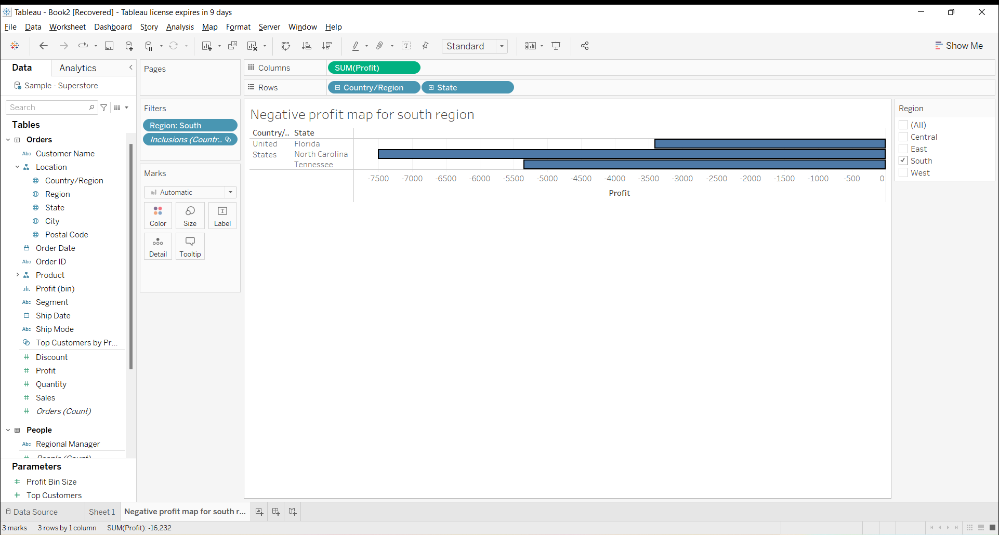 Tableau - Book2 [Recovered] - Tableau license expires in 9 days
File Data Worksheet Dashboard Story Analysis Map Format Server Window Help
Standard
Show Me
Data Analytics
Sample - Superstore
Search
Tables
Orders
Abc Customer Name
Location
Country/Region
Region
State
City
Postal Code
Order Date
Abc Order ID
Product
Profit (bin)
Abc Segment
Ship Date
Abc Ship Mode
Top Customers by Pr...
Discount
Profit
Quantity
Sales
Orders (Count)
People
Abc Regional Manager
People (Count)
Parameters
Profit Bin Size
Top Customers
Pages
Filters
Region: South
Inclusions (Countr..
Marks
Automatic
Color Size Label
Detail Tooltip
Columns SUM(Profit)
Rows Country/Region State
Negative profit map for south region
Country/.. State
United States
Florida
North Carolina
Tennessee
-7500 -7000 -6500 -6000 -5500 -5000 -4500 -4000 -3500 -3000 -2500 -2000 -1500 -1000 -500 0
Profit
Region
(All)
Central
East
South
West
Data Source Sheet 1 Negative profit map for south r...
3 marks 3 rows by 1 column SUM(Profit): -16,232